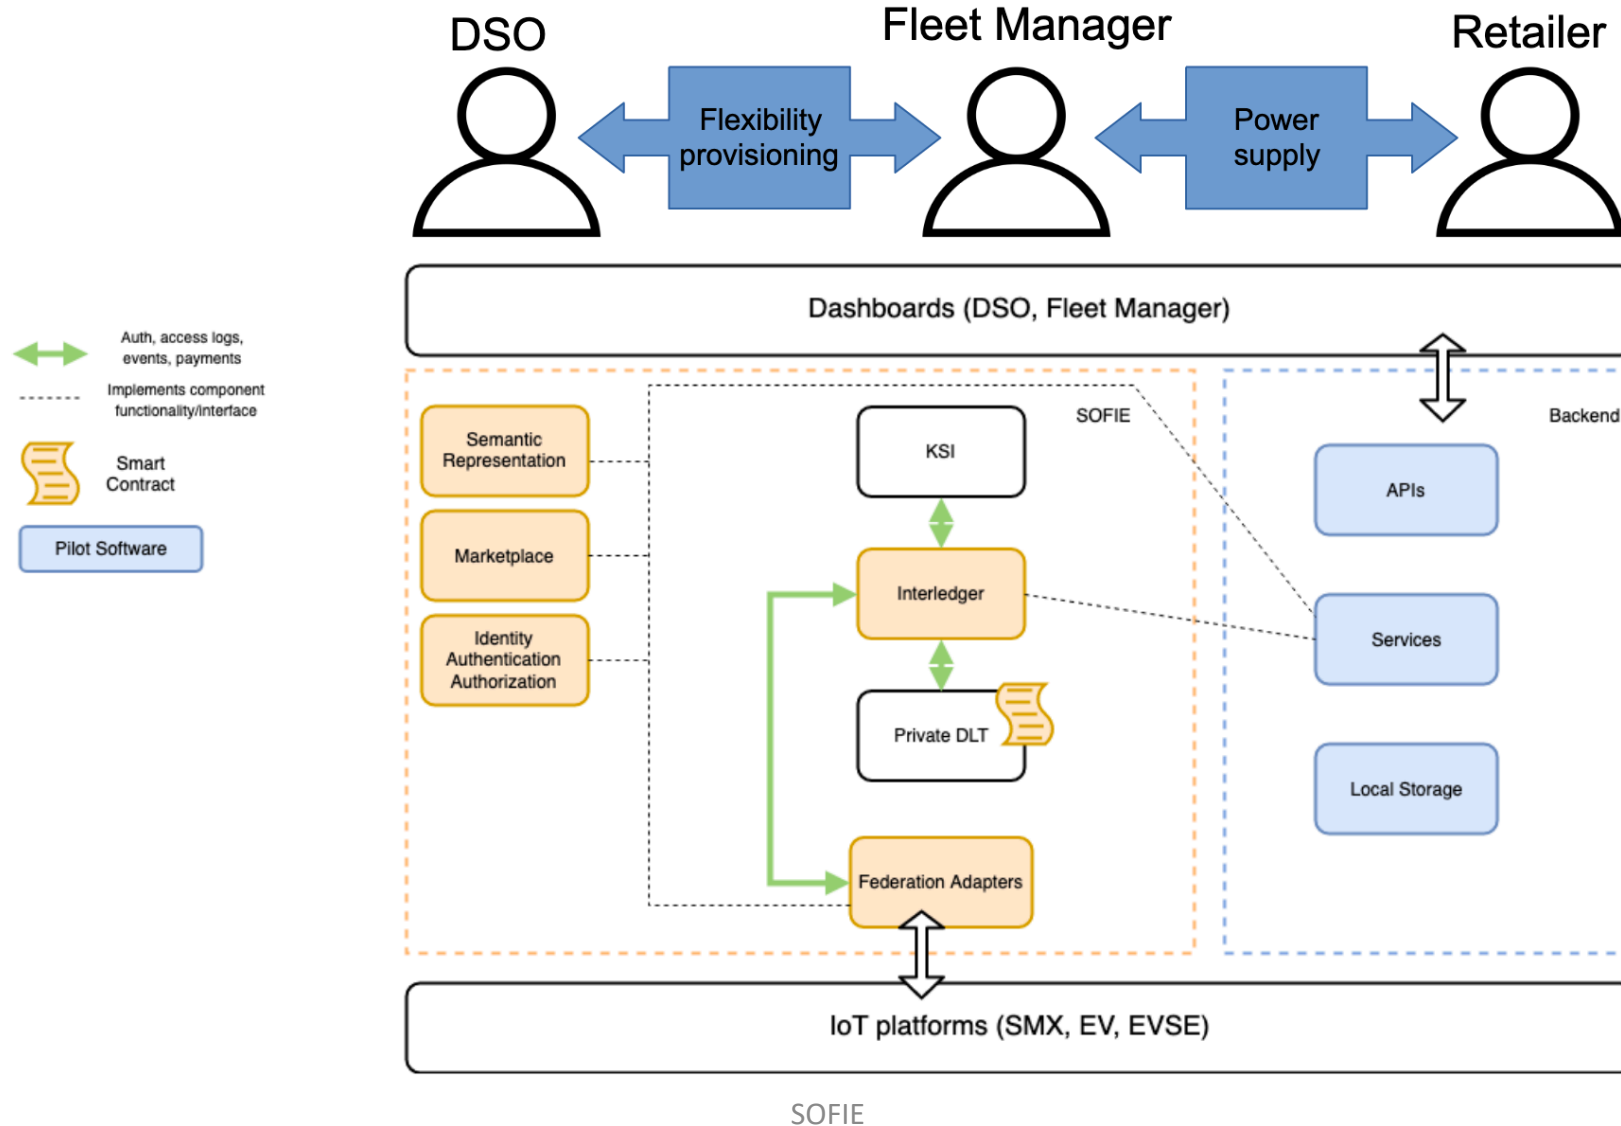 DSO
Fleet Manager
Retailer
Flexibility
provisioning
Power
supply
Dashboards (DSO, Fleet Manager)
Auth, access logs,
events, payments
Implements component
functionality/interface
Smart
Contract
Pilot Software
SOFIE
Semantic
Representation
Marketplace
Identity
Authentication
Authorization
KSI
Interledger
Private DLT
Federation Adapters
Backend
APIs
Services
Local Storage
IoT platforms (SMX, EV, EVSE)
SOFIE